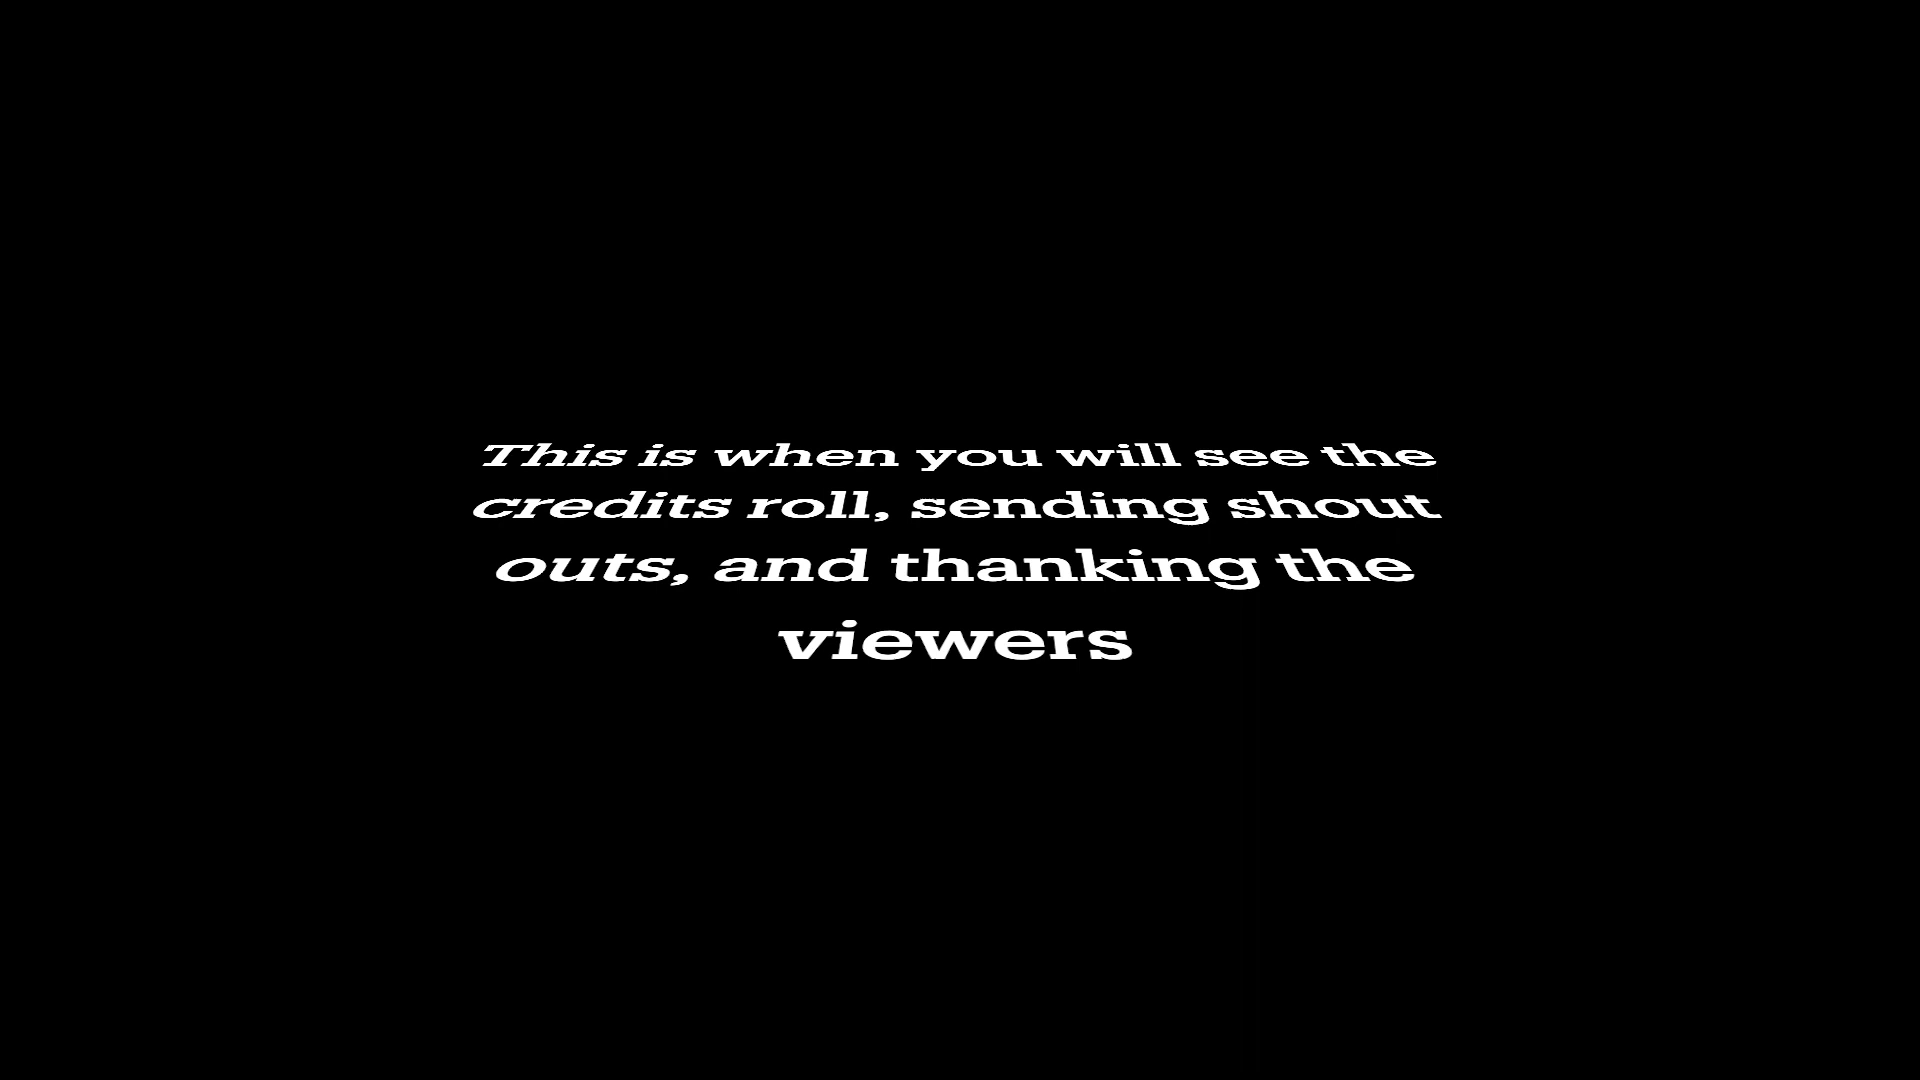 This is when you will see the
credits roll, sending shout
outs, and thanking the
viewers